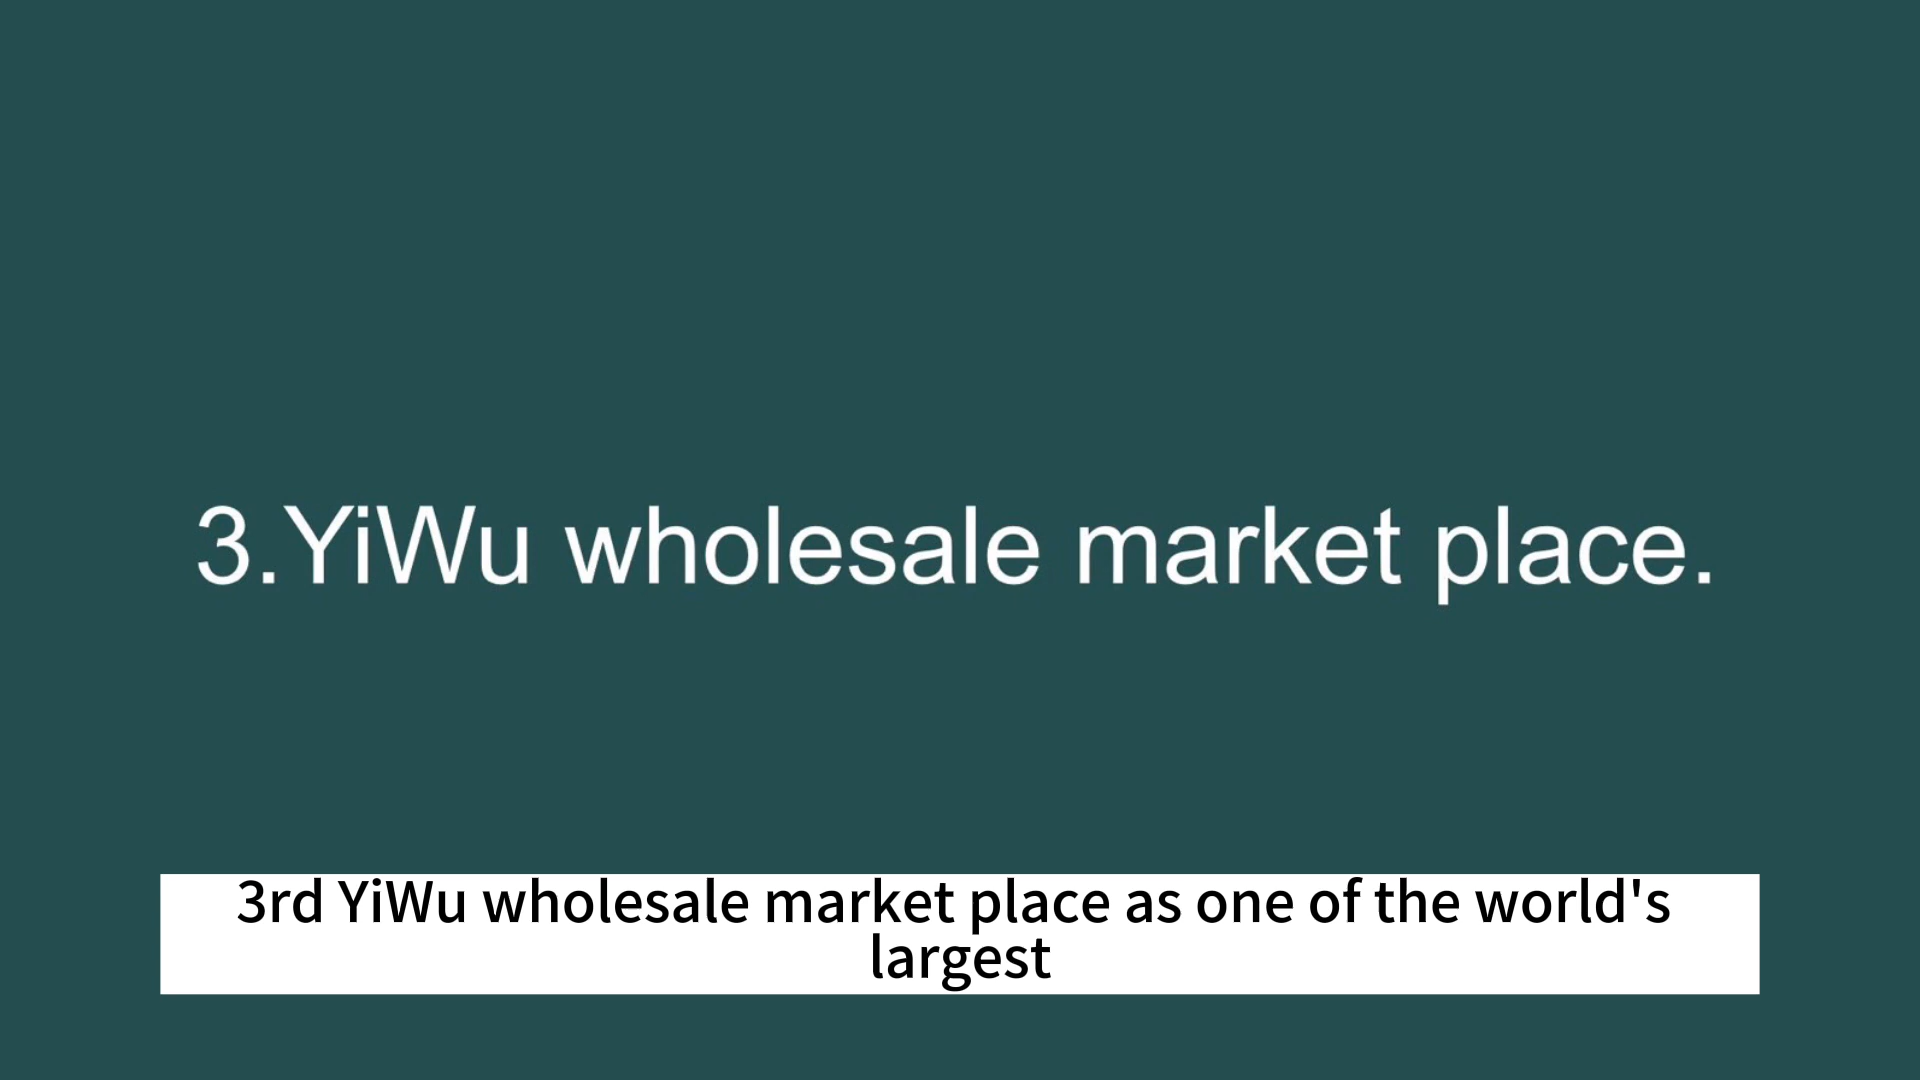 3.YiWu wholesale market place.
3rd YiWu wholesale market place as one of the world's
largest